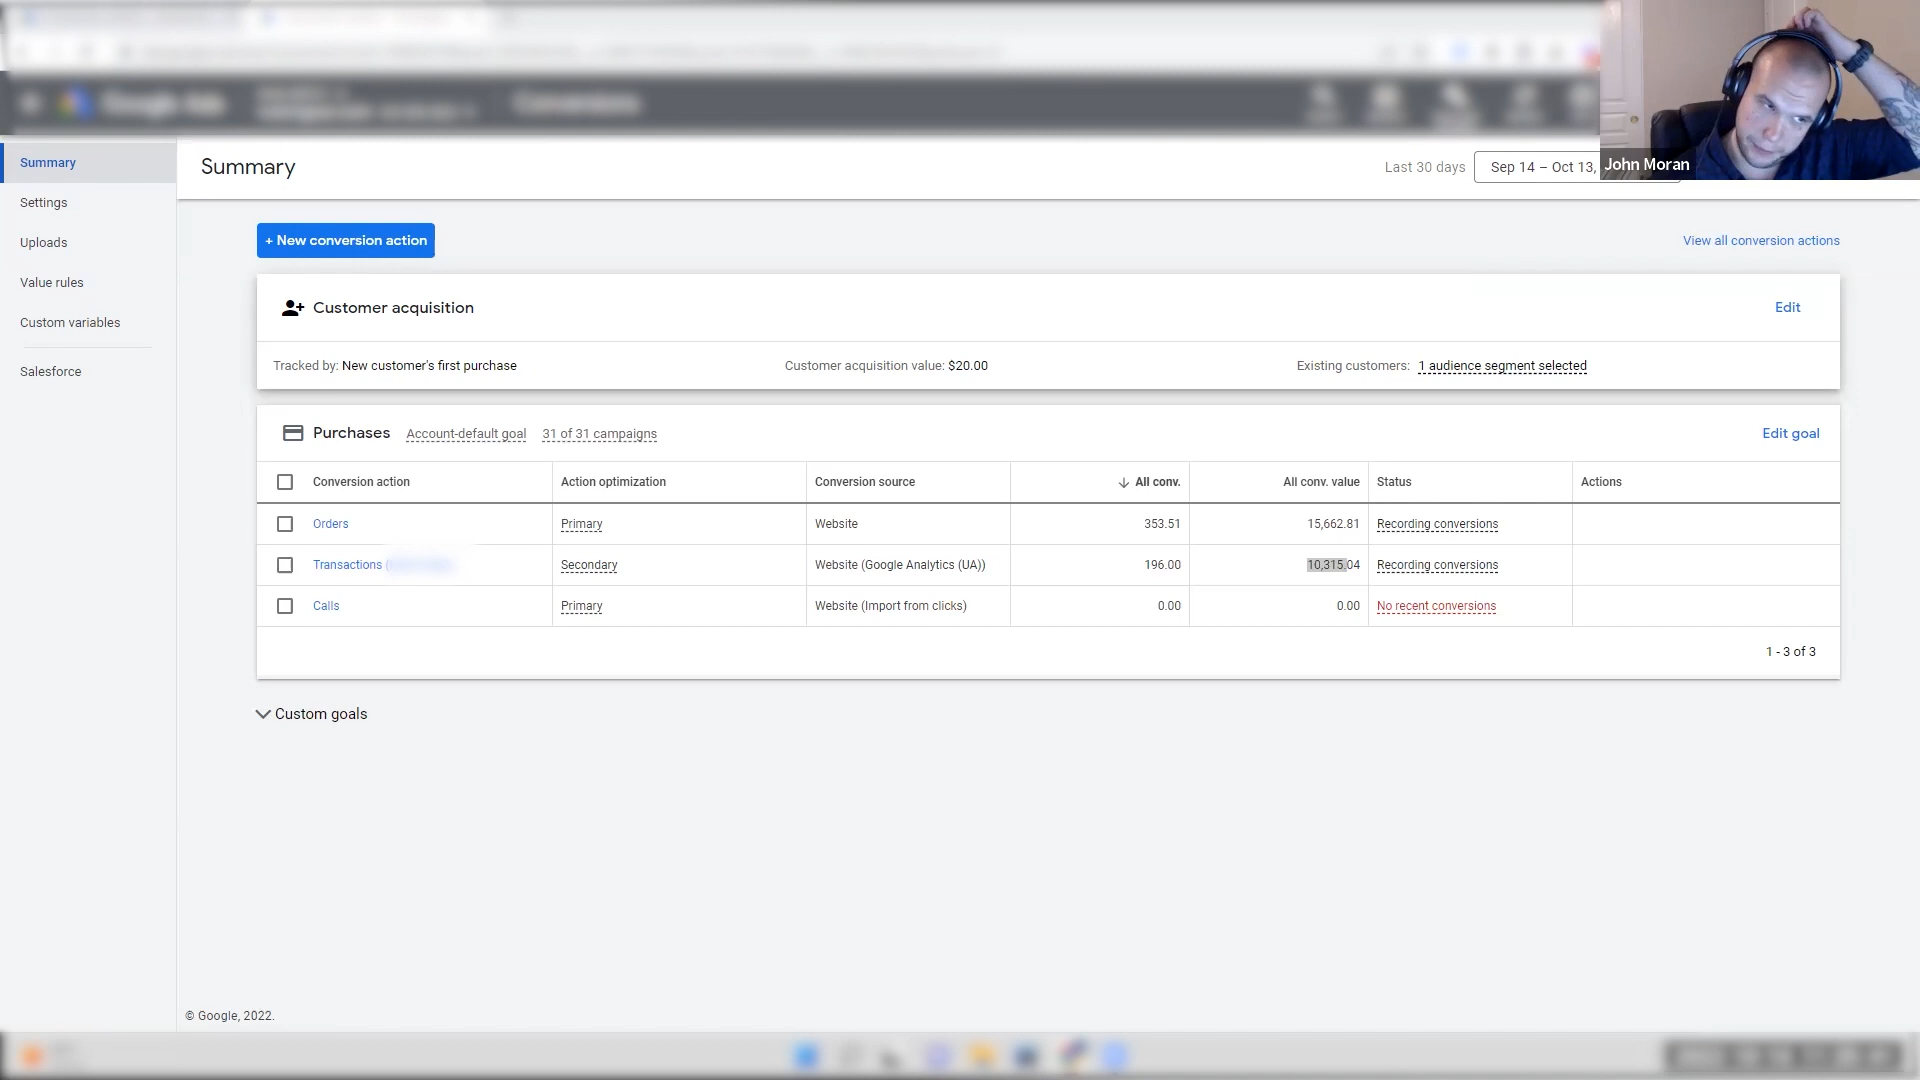 Google Ads
Conversions
John Moran
Summary
Settings
Uploads
Value rules
Custom variables
Salesforce
Summary
Last 30 days
Sep 14 – Oct 13,
+ New conversion action
View all conversion actions
Customer acquisition
Edit
Tracked by: New customer's first purchase
Customer acquisition value: $20.00
Existing customers: 1 audience segment selected
Purchases
Account-default goal
31 of 31 campaigns
Edit goal
Conversion action
Action optimization
Conversion source
All conv.
All conv. value
Status
Actions
Orders
Primary
Website
353.51
15,662.81
Recording conversions
Transactions (
Secondary
Website (Google Analytics (UA))
196.00
10,315.04
Recording conversions
Calls
Primary
Website (Import from clicks)
0.00
0.00
No recent conversions
1 - 3 of 3
Custom goals
© Google, 2022.